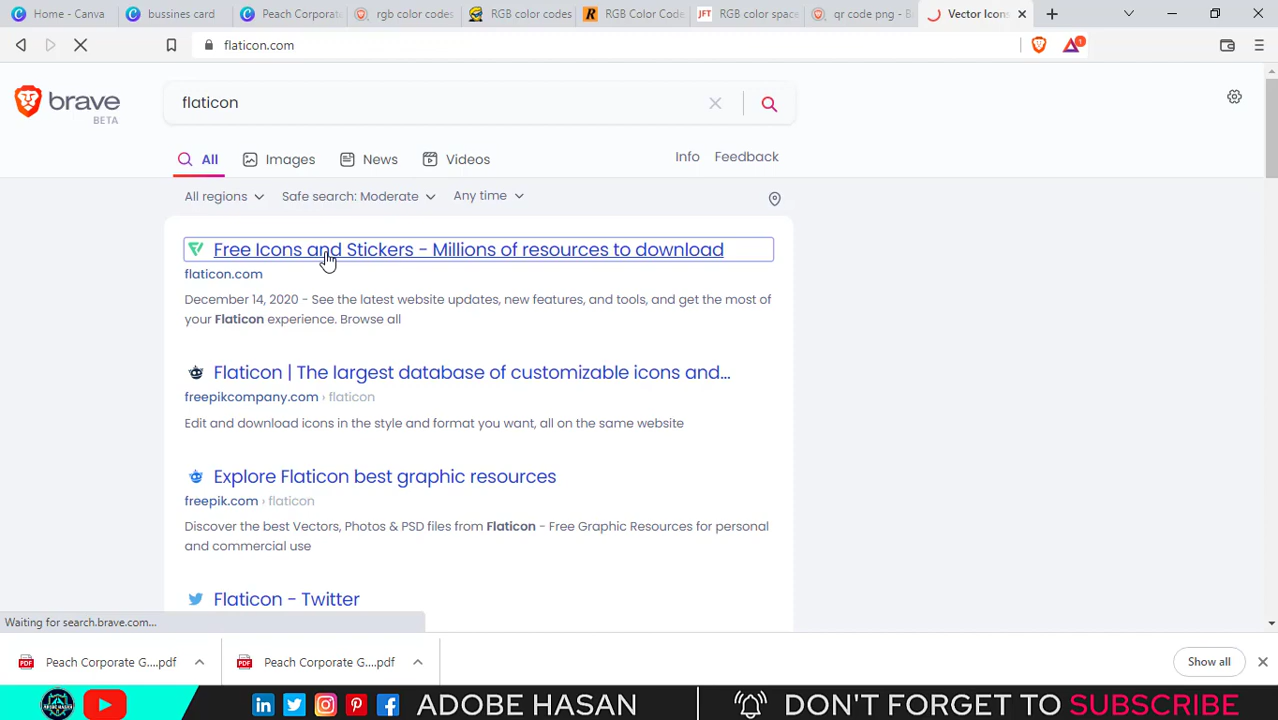 Home - Canva
bussines card
Peach Corporate
rgb color codes
RGB color codes
RGB Color Code
JFT
RGB color space
qr code png - B
Vector Icons
flaticon.com
1
brave
BETA
flaticon
All
Images
News
Videos
Info
Feedback
All regions
Safe search: Moderate
Any time
Free Icons and Stickers - Millions of resources to download
flaticon.com
December 14, 2020 - See the latest website updates, new features, and tools, and get the most of
your Flaticon experience. Browse all
Flaticon | The largest database of customizable icons and...
freepikcompany.com › flaticon
Edit and download icons in the style and format you want, all on the same website
Explore Flaticon best graphic resources
freepik.com › flaticon
Discover the best Vectors, Photos & PSD files from Flaticon - Free Graphic Resources for personal
and commercial use
Flaticon - Twitter
Waiting for search.brave.com...
Peach Corporate G....pdf
Peach Corporate G....pdf
Show all
ADOBE HASAN
DON'T FORGET TO SUBSCRIBE